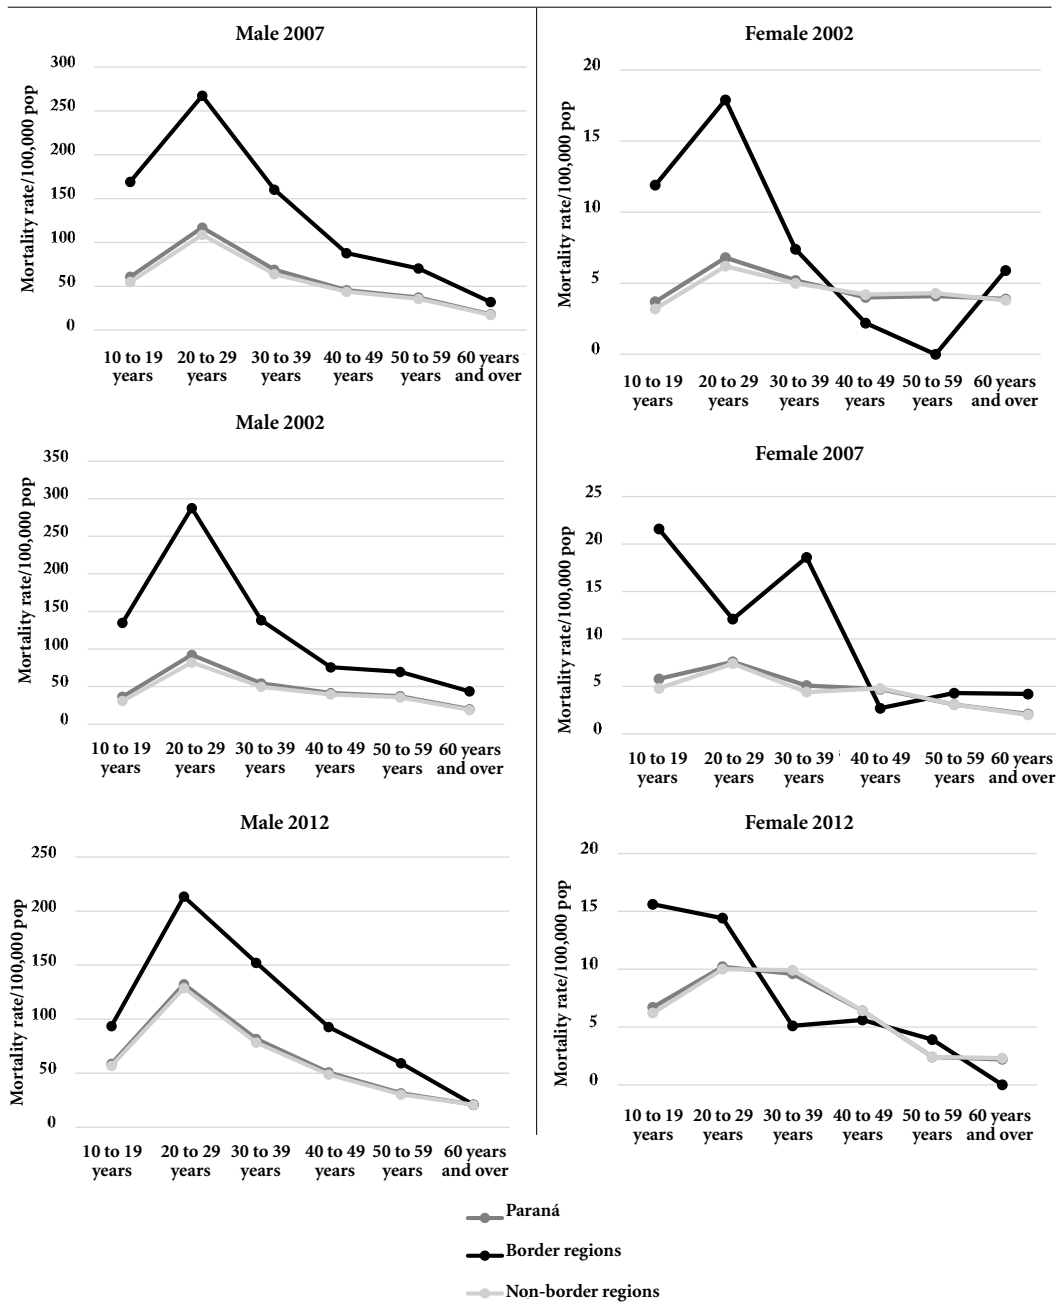 Male 2007
Mortality rate/100,000 pop
300
250
200
150
100
50
0
10 to 19 years
20 to 29 years
30 to 39 years
40 to 49 years
50 to 59 years
60 years and over
Male 2002
Mortality rate/100,000 pop
350
300
250
200
150
100
50
0
10 to 19 years
20 to 29 years
30 to 39 years
40 to 49 years
50 to 59 years
60 years and over
Male 2012
Mortality rate/100,000 pop
250
200
150
100
50
0
10 to 19 years
20 to 29 years
30 to 39 years
40 to 49 years
50 to 59 years
60 years and over
Female 2002
Mortality rate/100,000 pop
20
15
10
5
0
10 to 19 years
20 to 29 years
30 to 39 years
40 to 49 years
50 to 59 years
60 years and over
Female 2007
Mortality rate/100,000 pop
25
20
15
10
5
0
10 to 19 years
20 to 29 years
30 to 39 years
40 to 49 years
50 to 59 years
60 years and over
Female 2012
Mortality rate/100,000 pop
20
15
10
5
0
10 to 19 years
20 to 29 years
30 to 39 years
40 to 49 years
50 to 59 years
60 years and over
Paraná
Border regions
Non-border regions